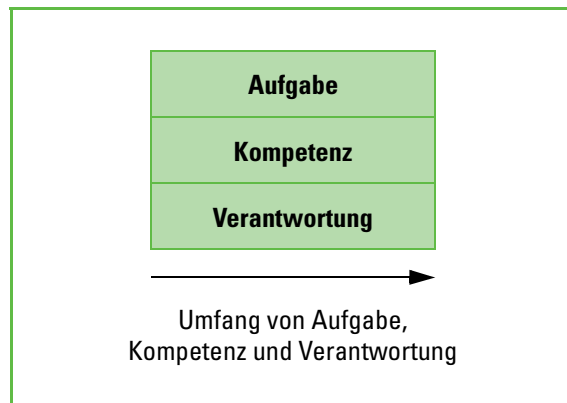 Aufgabe
Kompetenz
Verantwortung
Umfang von Aufgabe,
Kompetenz und Verantwortung